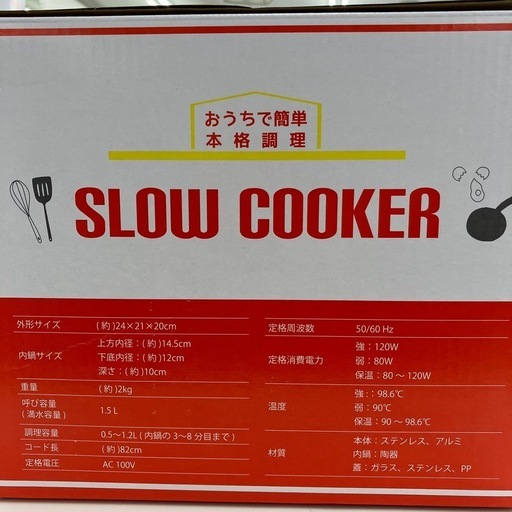 おうちで簡単
本格調理
SLOW COOKER
外形サイズ (約)24×21×20cm
内鍋サイズ 上方内径：(約)14.5cm
下底内径：(約)12cm
深さ：(約)10cm
重量 (約)2kg
呼び容量
(満水容量) 1.5 L
調理容量 0.5～1.2L (内鍋の 3～8 分目まで)
コード長 (約)82cm
定格電圧 AC 100V
定格周波数 50/60 Hz
定格消費電力 強：120W
弱：80W
保温：80 ～ 120W
温度 強：: 98.6℃
弱：90℃
保温：90 ～ 98.6℃
材質 本体：ステンレス、アルミ
内鍋：陶器
蓋：ガラス、ステンレス、PP